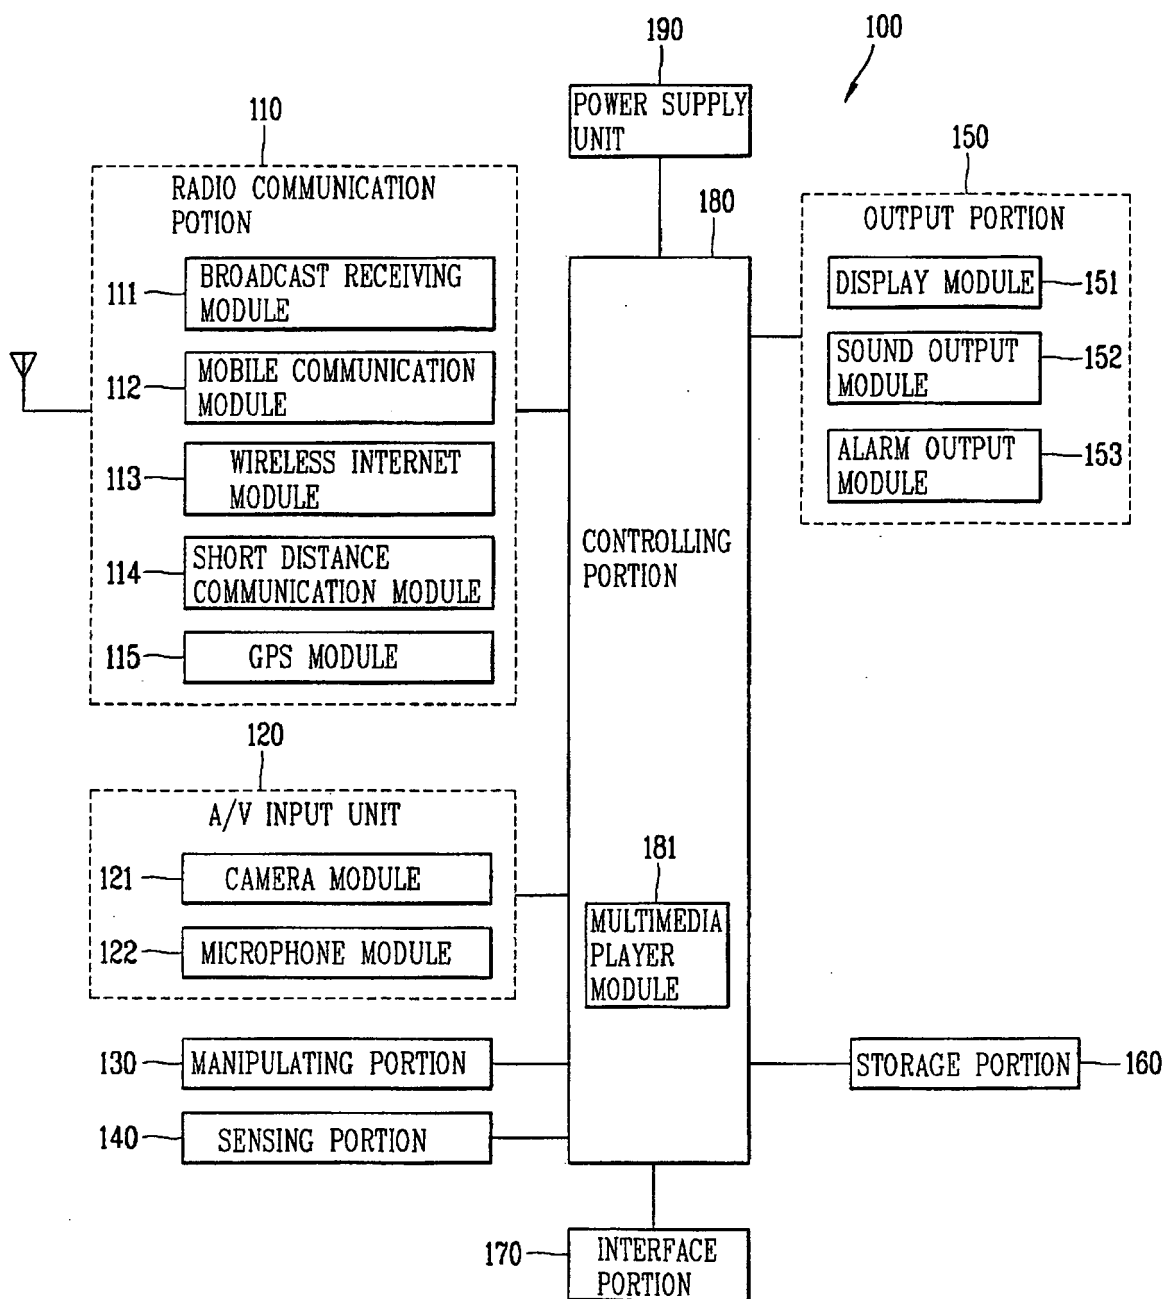 190
100
POWER SUPPLY
UNIT
110
RADIO COMMUNICATION
POTION
111
BROADCAST RECEIVING
MODULE
112
MOBILE COMMUNICATION
MODULE
113
WIRELESS INTERNET
MODULE
114
SHORT DISTANCE
COMMUNICATION MODULE
115
GPS MODULE
120
A/V INPUT UNIT
121
CAMERA MODULE
122
MICROPHONE MODULE
130
MANIPULATING PORTION
140
SENSING PORTION
180
CONTROLLING
PORTION
181
MULTIMEDIA
PLAYER
MODULE
150
OUTPUT PORTION
DISPLAY MODULE
151
SOUND OUTPUT
MODULE
152
ALARM OUTPUT
MODULE
153
STORAGE PORTION
160
170
INTERFACE
PORTION